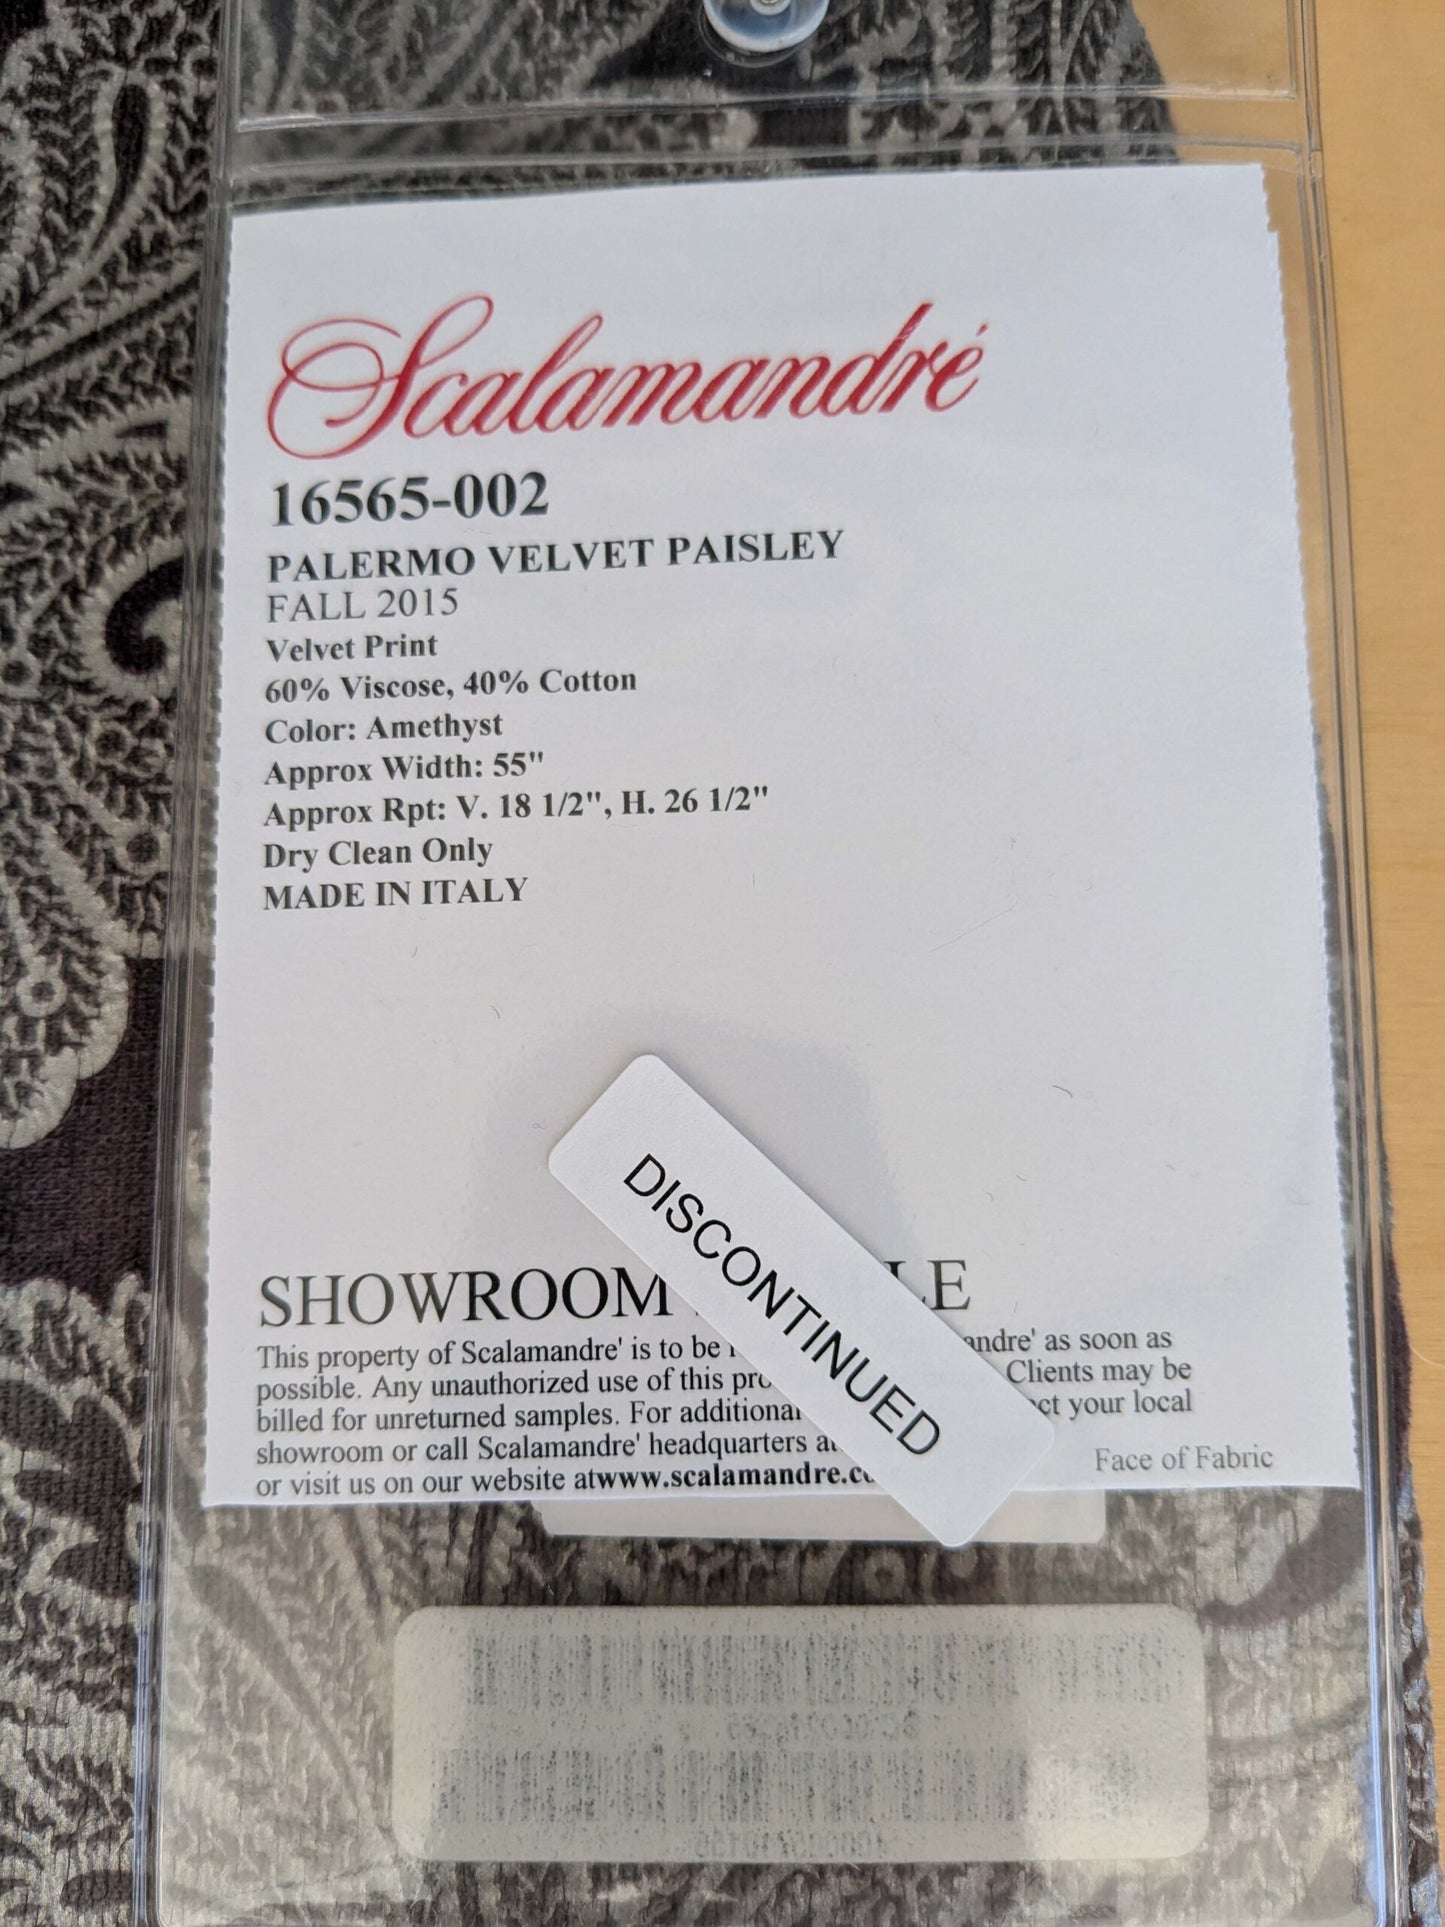 Scalamandré
16565-002
PALERMO VELVET PAISLEY
FALL 2015
Velvet Print
60% Viscose, 40% Cotton
Color: Amethyst
Approx Width: 55"
Approx Rpt: V. 18 1/2", H. 26 1/2"
Dry Clean Only
MADE IN ITALY
DISCONTINUED
SHOWROOM
This property of Scalamandre' is to be andre' as soon as
possible. Any unauthorized use of this Clients may be
billed for unreturned samples. For additional your local
showroom or call Scalamandre' headquarters
or visit us on our website atwww.scalamandre.
Face of Fabric